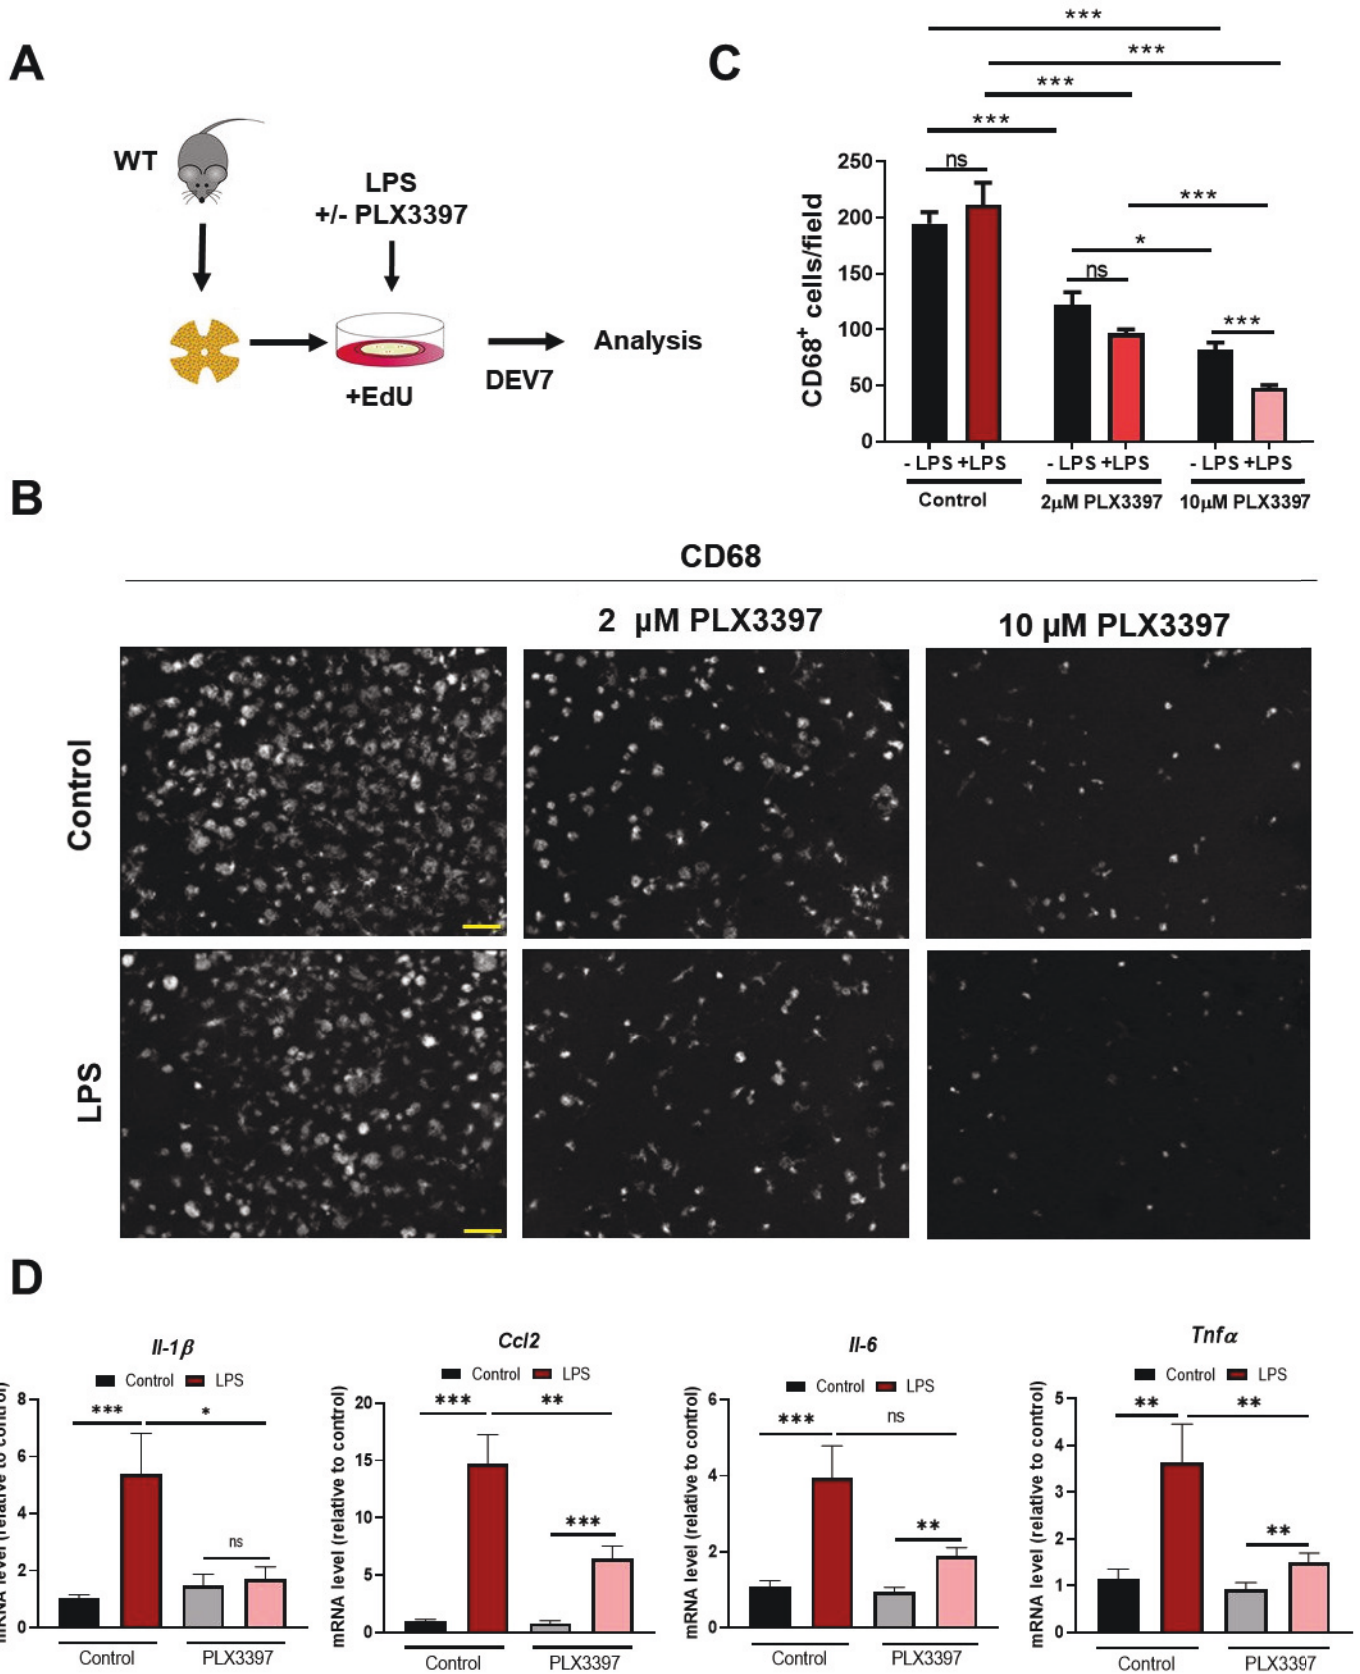 A
WT
LPS
+/- PLX3397
+EdU
DEV7
Analysis
C
***
***
***
***
ns
***
*
ns
***
CD68+ cells/field
250
200
150
100
50
0
- LPS +LPS
- LPS +LPS
- LPS +LPS
Control
2µM PLX3397
10µM PLX3397
B
CD68
2 µM PLX3397
10 µM PLX3397
Control
LPS
D
Il-1β
Control LPS
mRNA level (relative to control)
8
6
4
2
0
***
*
ns
Control
PLX3397
Ccl2
Control LPS
mRNA level (relative to control)
20
15
10
5
0
***
**
***
Control
PLX3397
Il-6
Control LPS
mRNA level (relative to control)
6
4
2
0
***
ns
**
Control
PLX3397
Tnfα
Control LPS
mRNA level (relative to control)
5
4
3
2
1
0
**
**
**
Control
PLX3397